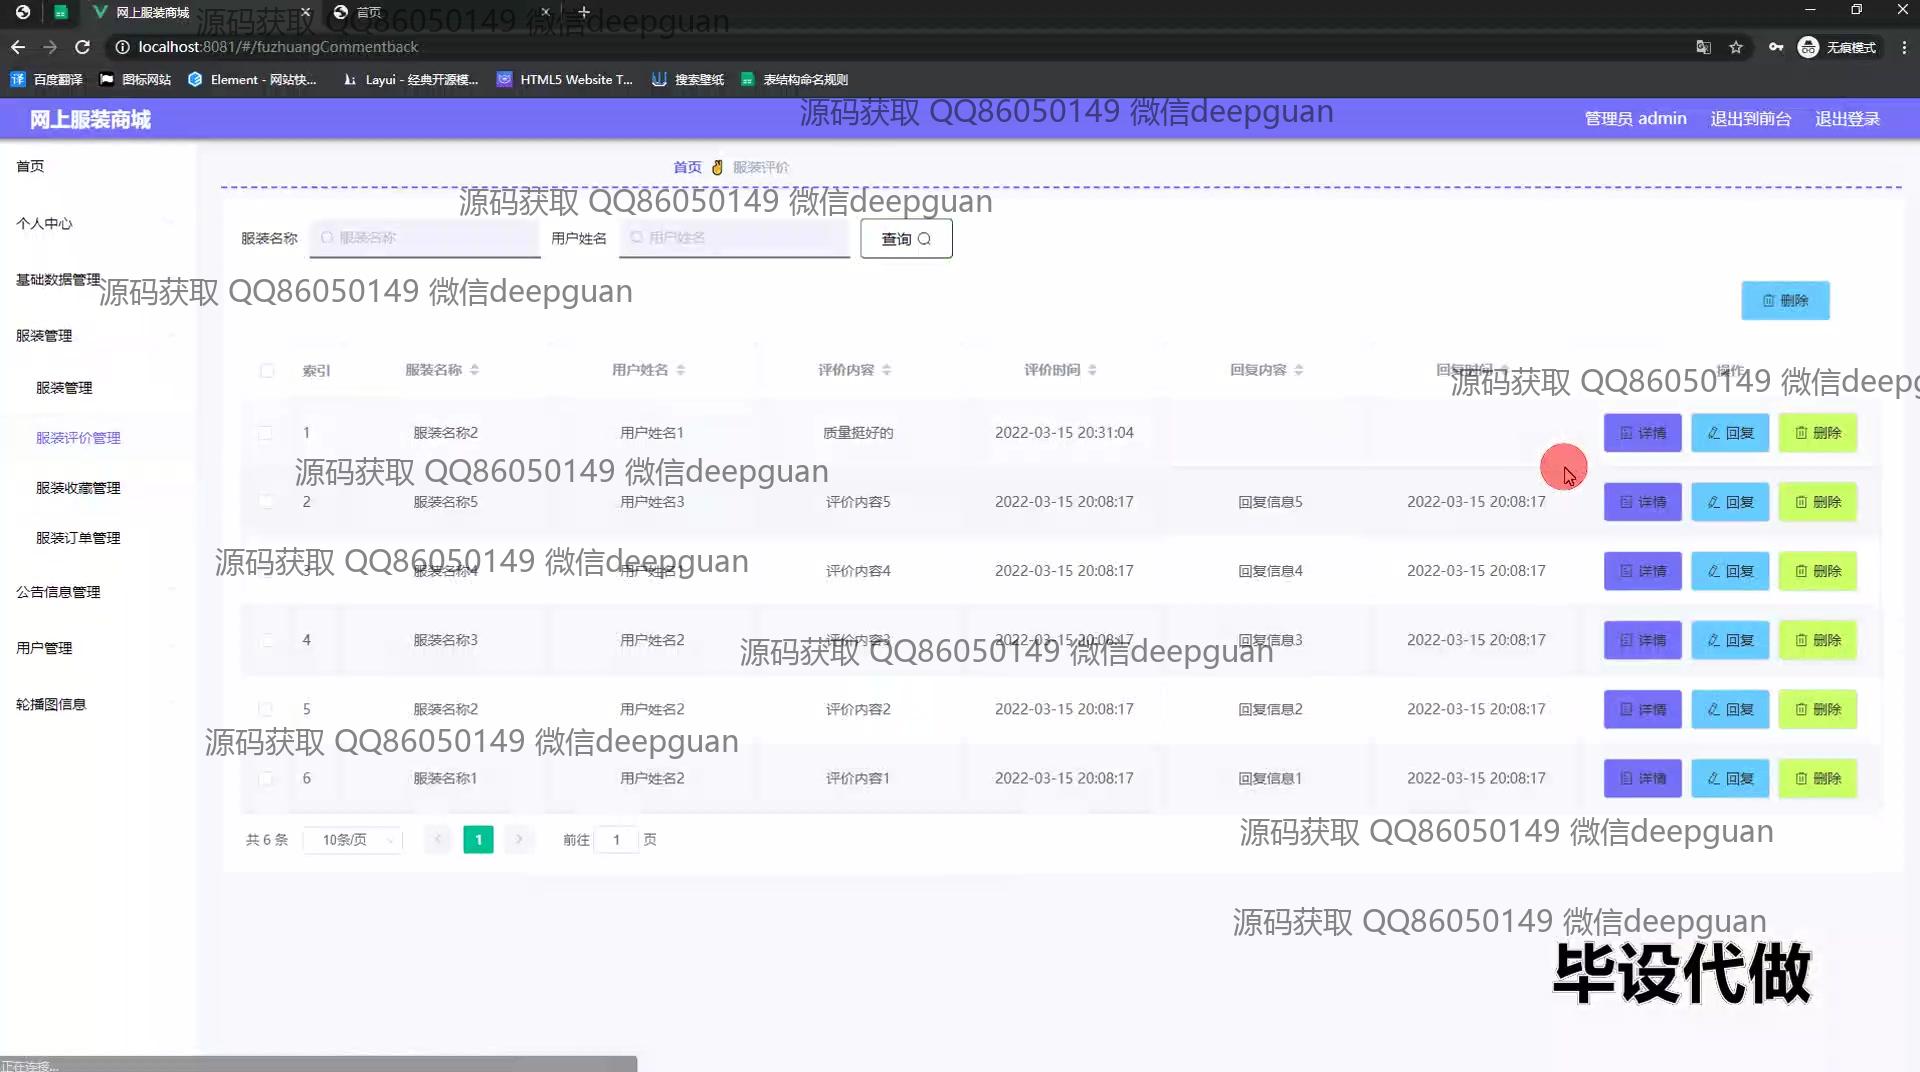 网上服装商城
首页
源码获取 QQ86050149 微信deepguan
localhost:8081/#/fuzhuangCommentback
无痕模式
百度翻译
图标网站
Element - 网站快...
Layui - 经典开源模...
HTML5 Website T...
搜索壁纸
表结构命名规则
网上服装商城
源码获取 QQ86050149 微信deepguan
管理员 admin
退出到前台
退出登录
首页
个人中心
基础数据管理
服装管理
服装管理
服装评价管理
服装收藏管理
服装订单管理
公告信息管理
用户管理
轮播图信息
首页 服装评价
源码获取 QQ86050149 微信deepguan
服装名称 服装名称 用户姓名 用户姓名 查询
源码获取 QQ86050149 微信deepguan
删除
索引 服装名称 用户姓名 评价内容 评价时间 回复内容 回复时间 操作
源码获取 QQ86050149 微信deepg
1 服装名称2 用户姓名1 质量挺好的 2022-03-15 20:31:04 详情 回复 删除
源码获取 QQ86050149 微信deepguan
2 服装名称5 用户姓名3 评价内容5 2022-03-15 20:08:17 回复信息5 2022-03-15 20:08:17 详情 回复 删除
源码获取 QQ86050149 微信deepguan
3 服装名称4 用户姓名1 评价内容4 2022-03-15 20:08:17 回复信息4 2022-03-15 20:08:17 详情 回复 删除
4 服装名称3 用户姓名2 评价内容3 2022-03-15 20:08:17 回复信息3 2022-03-15 20:08:17 详情 回复 删除
源码获取 QQ86050149 微信deepguan
5 服装名称2 用户姓名2 评价内容2 2022-03-15 20:08:17 回复信息2 2022-03-15 20:08:17 详情 回复 删除
源码获取 QQ86050149 微信deepguan
6 服装名称1 用户姓名2 评价内容1 2022-03-15 20:08:17 回复信息1 2022-03-15 20:08:17 详情 回复 删除
共 6 条 10条/页 1 前往 1 页
源码获取 QQ86050149 微信deepguan
源码获取 QQ86050149 微信deepguan
毕设代做
正在连接...